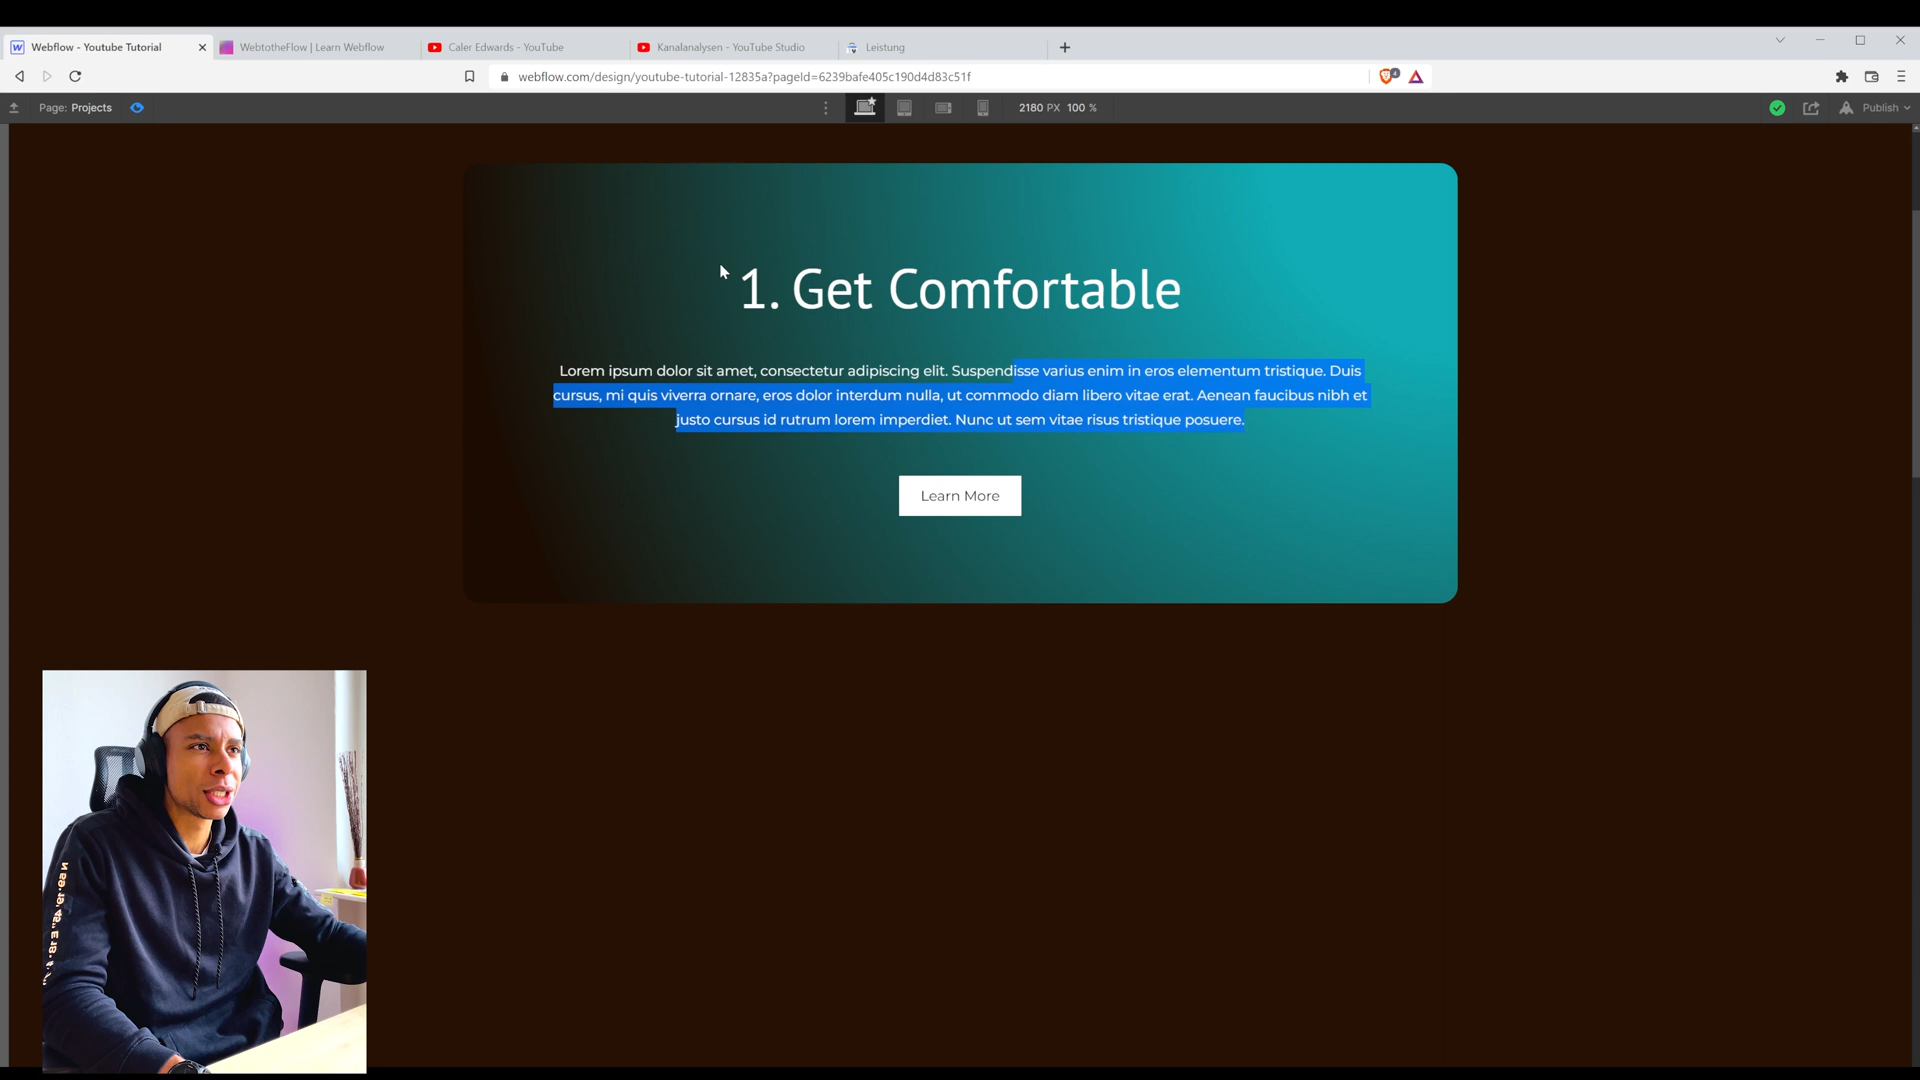 Webflow - Youtube Tutorial
WebtotheFlow | Learn Webflow
Caler Edwards - YouTube
Kanalanalysen - YouTube Studio
Leistung
webflow.com/design/youtube-tutorial-12835a?pageId=6239bafe405c190d4d83c51f
Page: Projects
2180 PX 100 %
Publish
1. Get Comfortable
Lorem ipsum dolor sit amet, consectetur adipiscing elit. Suspendisse varius enim in eros elementum tristique. Duis
cursus, mi quis viverra ornare, eros dolor interdum nulla, ut commodo diam libero vitae erat. Aenean faucibus nibh et
justo cursus id rutrum lorem imperdiet. Nunc ut sem vitae risus tristique posuere.
Learn More